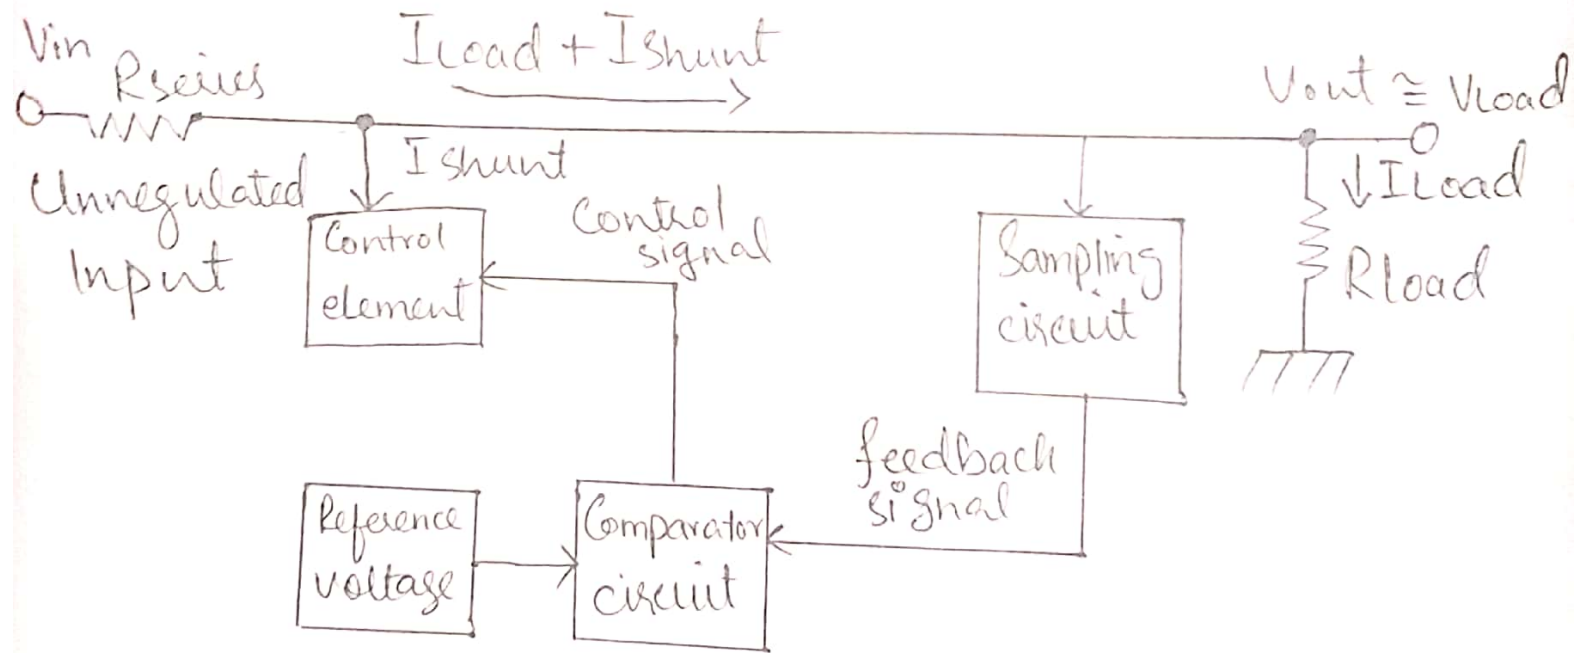 Vin
Rseries
ILoad + Ishunt
Vout ≅ VLoad
Unregulated
Input
Ishunt
ILoad
Control
element
Control
signal
Sampling
circuit
RLoad
feedback
signal
Reference
voltage
Comparator
circuit